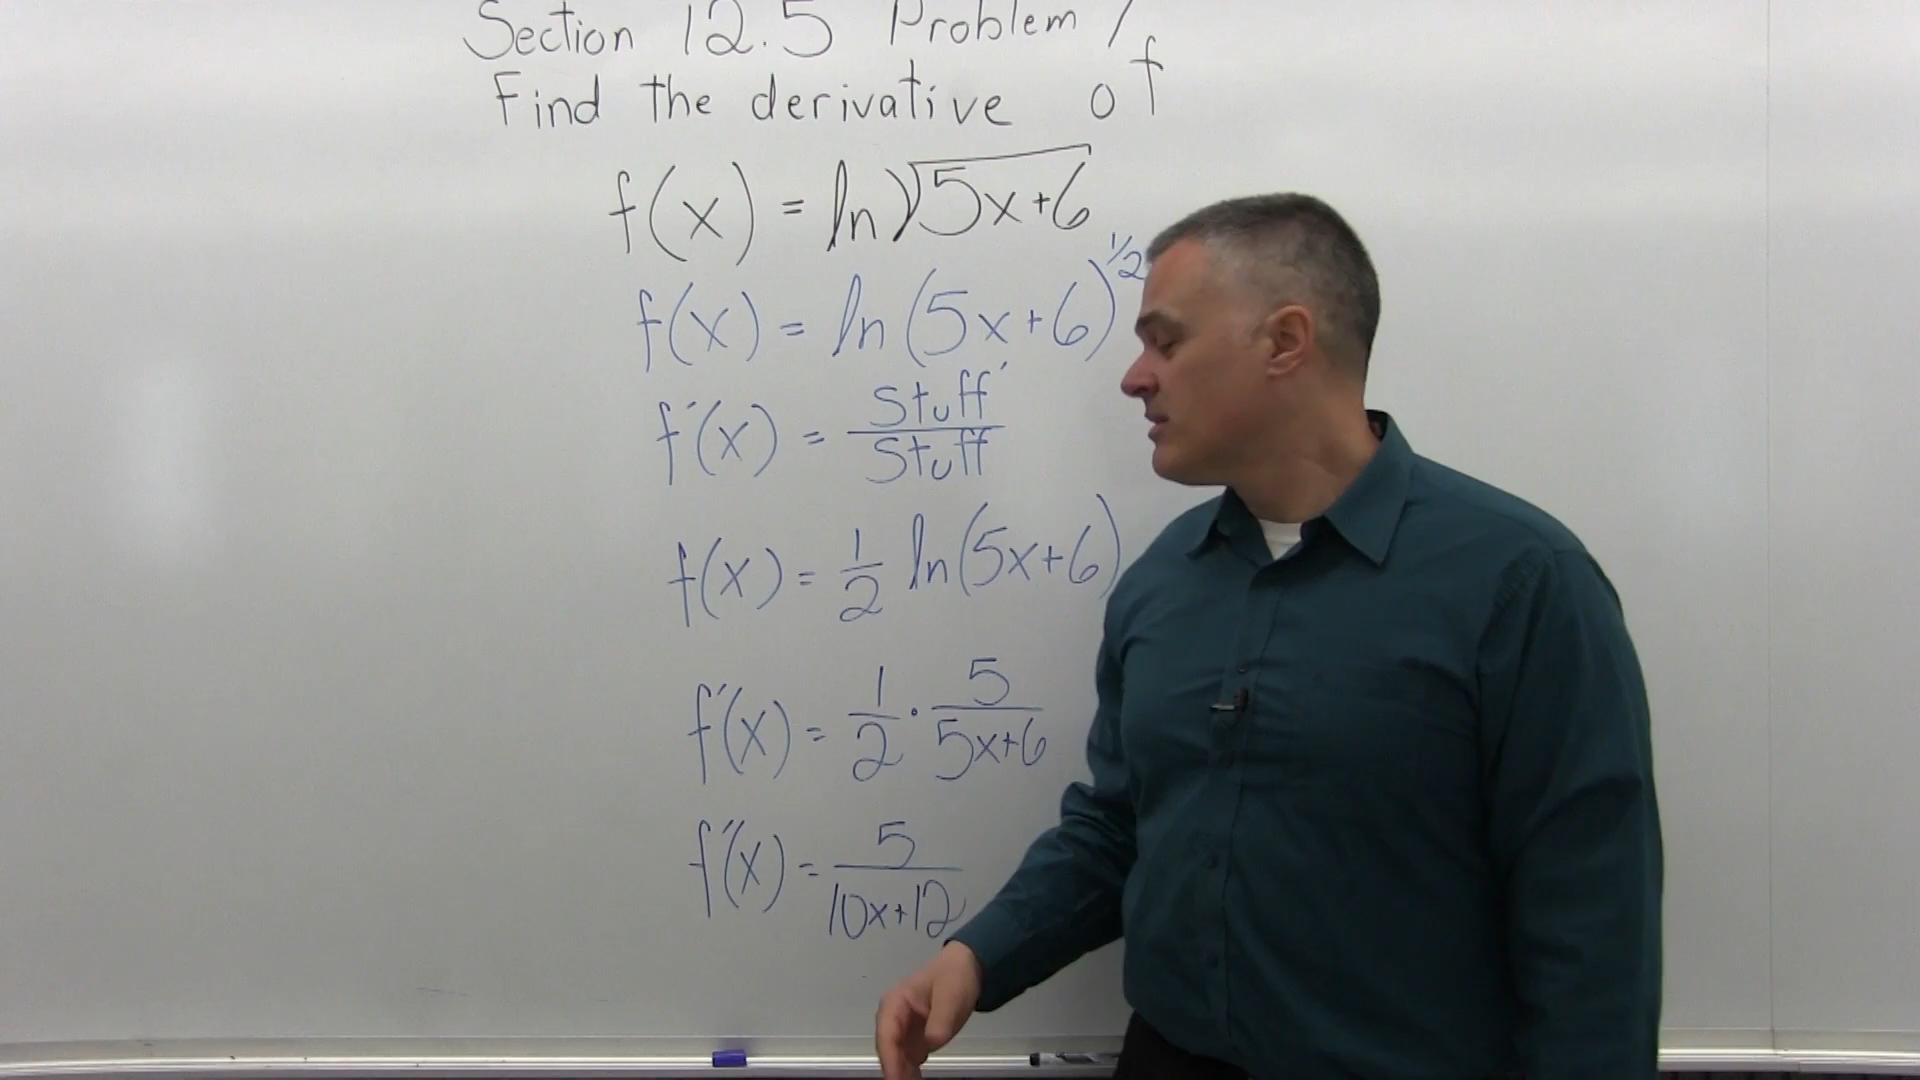 Section 12.5 Problem 1
Find the derivative of
f(x) = ln√5x+6
f(x) = ln(5x+6)^1/2
f'(x) = Stuff'/Stuff
f(x) = 1/2 ln(5x+6)
f'(x) = 1/2 · 5/5x+6
f'(x) = 5/10x+12